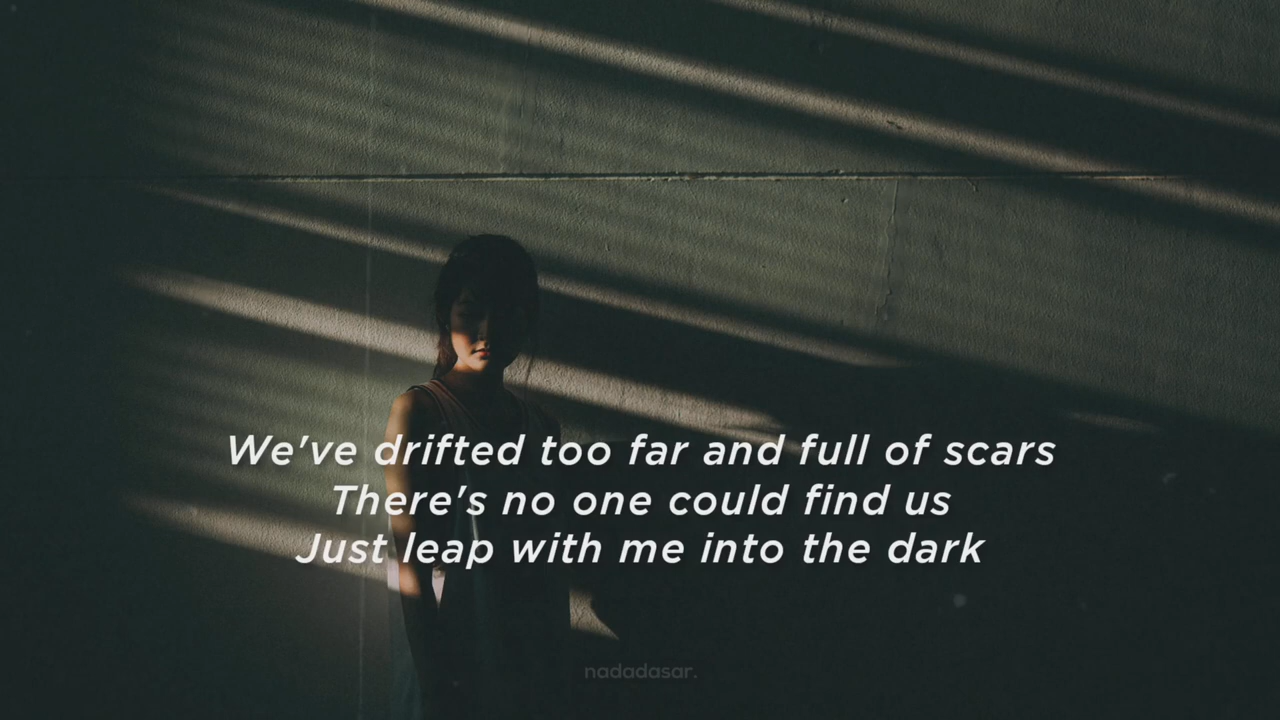 We've drifted too far and full of scars
There's no one could find us
Just leap with me into the dark
nadadasar.